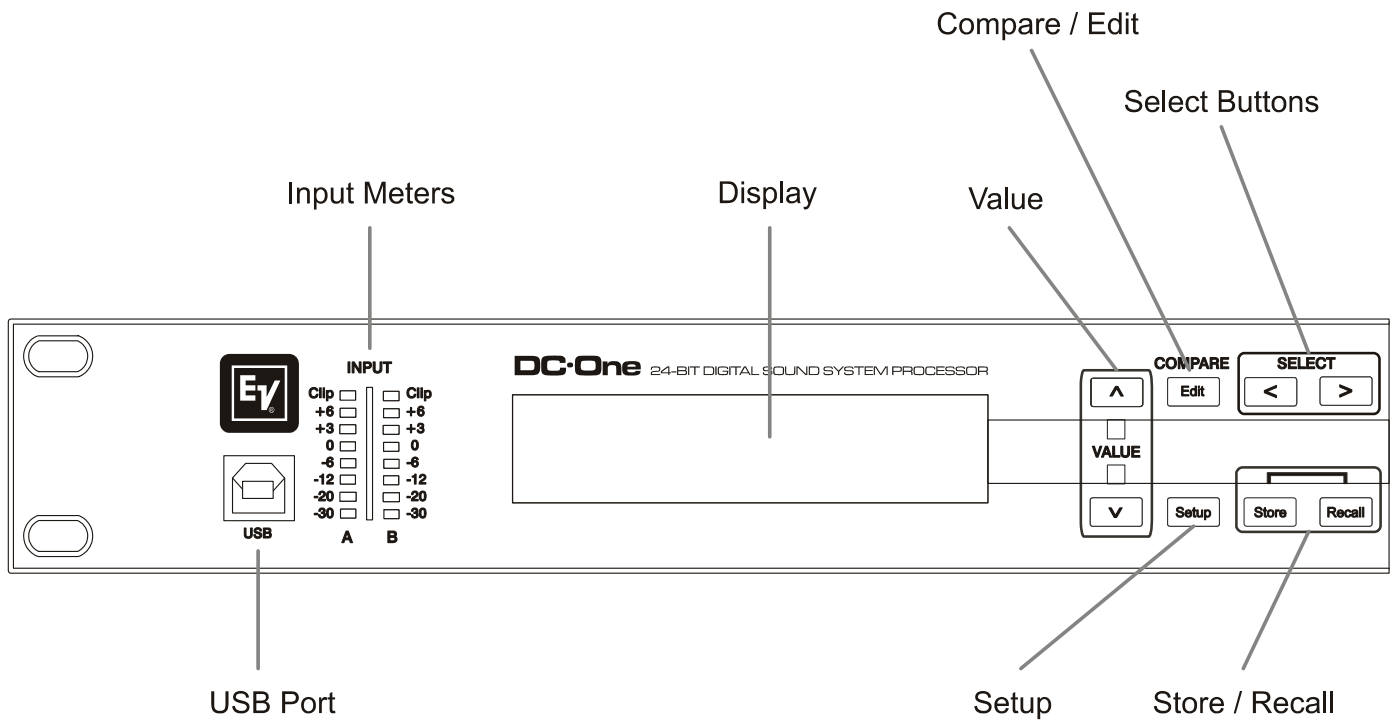 Compare / Edit
Select Buttons
Input Meters
Display
Value
EV®
INPUT
DC·One 24-BIT DIGITAL SOUND SYSTEM PROCESSOR
COMPARE
SELECT
Clip Clip
+6 +6
+3 +3
0 0
-6 -6
-12 -12
-20 -20
-30 -30
A B
USB
^
Edit
< >
VALUE
v
Setup
Store
Recall
USB Port
Setup
Store / Recall